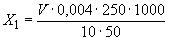 X₁ = V · 0,004 · 250 · 1000 / 10 · 50